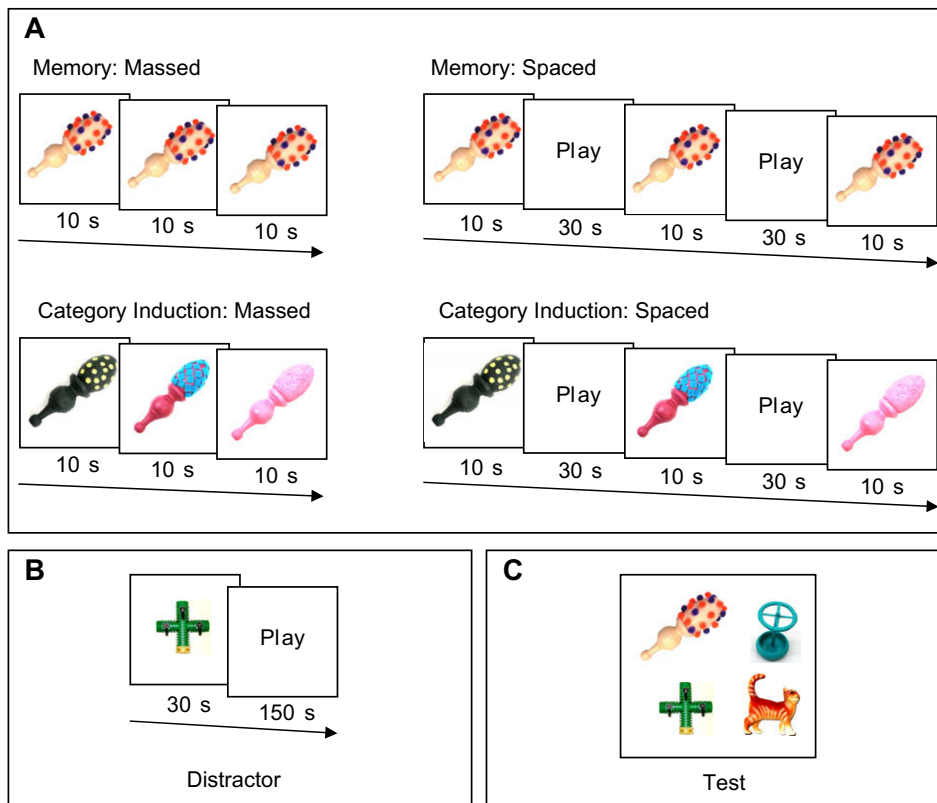 A
Memory: Massed
10 s
10 s
10 s
Memory: Spaced
Play
Play
10 s
30 s
10 s
30 s
10 s
Category Induction: Massed
10 s
10 s
10 s
Category Induction: Spaced
Play
Play
10 s
30 s
10 s
30 s
10 s
B
Play
30 s
150 s
Distractor
C
Test